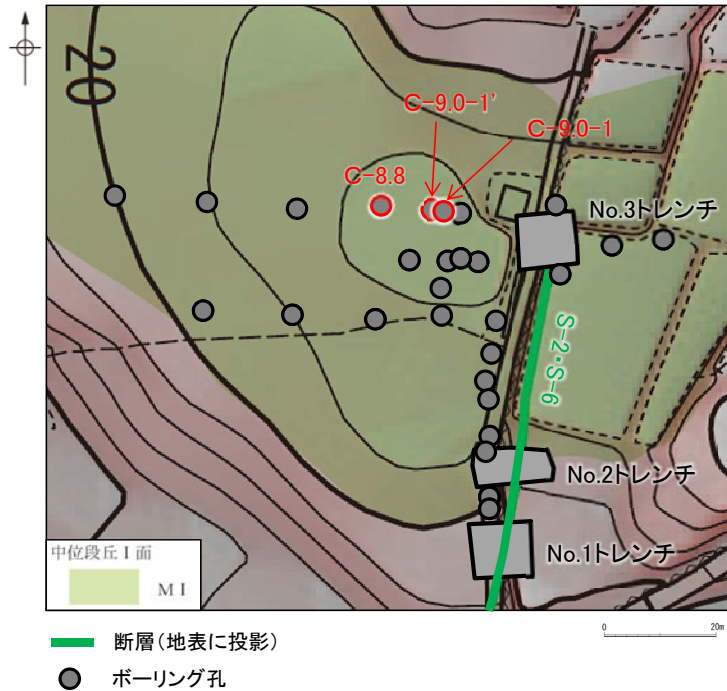 20
C-9.0-1'
C-9.0-1
C-8.8
No.3トレンチ
S-2・S-6
No.2トレンチ
No.1トレンチ
中位段丘Ⅰ面
MⅠ
0 20m
断層(地表に投影)
ボーリング孔